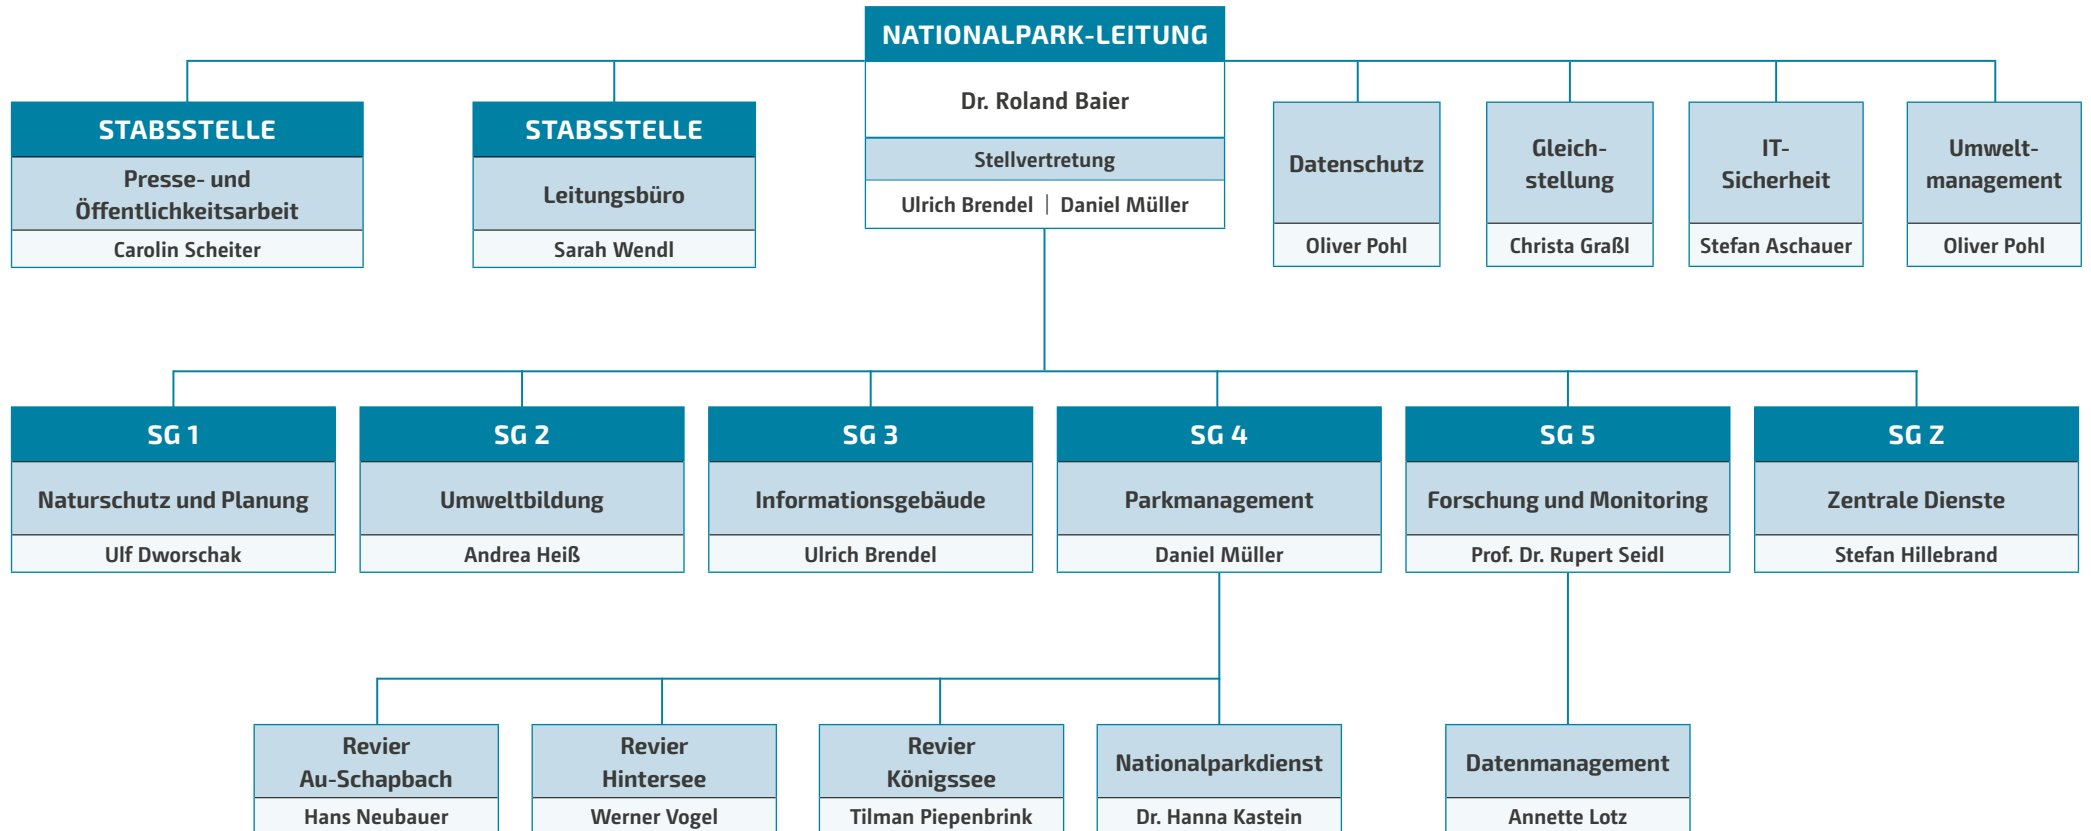 NATIONALPARK-LEITUNG
Dr. Roland Baier
Stellvertretung
Ulrich Brendel | Daniel Müller
STABSSTELLE
Presse- und
Öffentlichkeitsarbeit
Carolin Scheiter
STABSSTELLE
Leitungsbüro
Sarah Wendl
Datenschutz
Oliver Pohl
Gleich-
stellung
Christa Graßl
IT-
Sicherheit
Stefan Aschauer
Umwelt-
management
Oliver Pohl
SG 1
Naturschutz und Planung
Ulf Dworschak
SG 2
Umweltbildung
Andrea Heiß
SG 3
Informationsgebäude
Ulrich Brendel
SG 4
Parkmanagement
Daniel Müller
SG 5
Forschung und Monitoring
Prof. Dr. Rupert Seidl
SG Z
Zentrale Dienste
Stefan Hillebrand
Revier
Au-Schapbach
Hans Neubauer
Revier
Hintersee
Werner Vogel
Revier
Königssee
Tilman Piepenbrink
Nationalparkdienst
Dr. Hanna Kastein
Datenmanagement
Annette Lotz